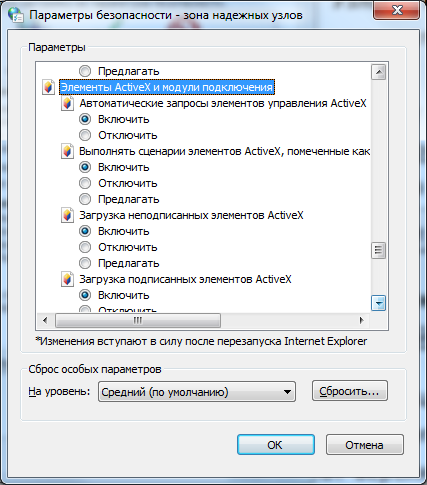 Параметры безопасности - зона надежных узлов
Параметры
Предлагать
Элементы ActiveX и модули подключения
Автоматические запросы элементов управления ActiveX
Включить
Отключить
Выполнять сценарии элементов ActiveX, помеченные как
Включить
Отключить
Предлагать
Загрузка неподписанных элементов ActiveX
Включить
Отключить
Предлагать
Загрузка подписанных элементов ActiveX
Включить
Отключить
*Изменения вступают в силу после перезапуска Internet Explorer
Сброс особых параметров
На уровень: Средний (по умолчанию) Сбросить...
OK Отмена